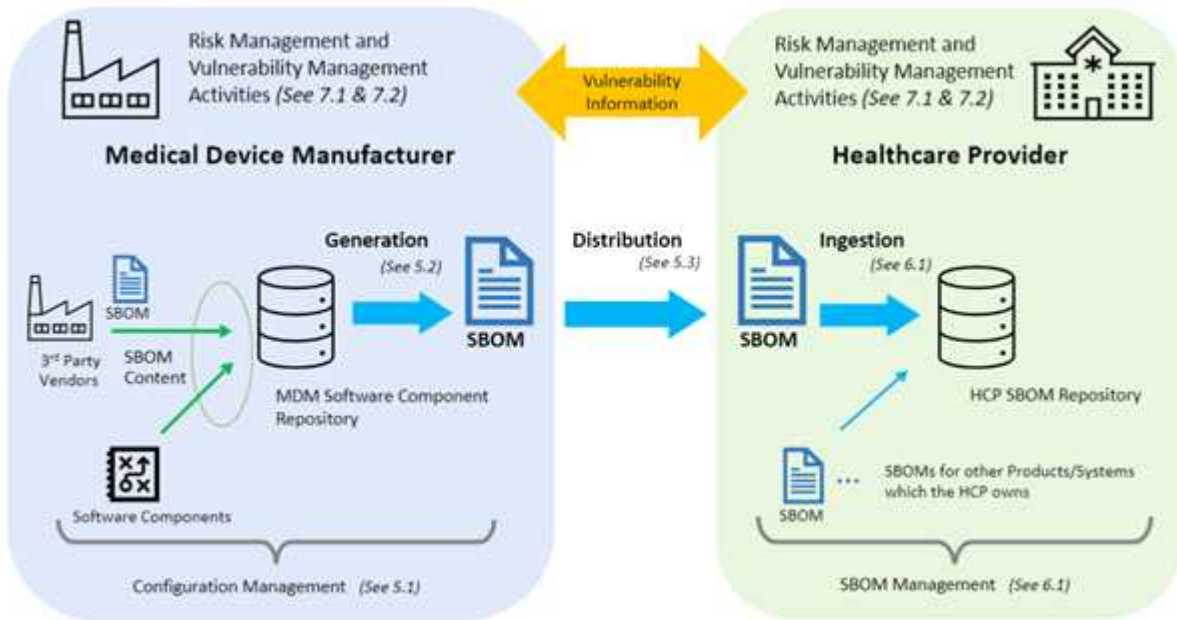 Risk Management and
Vulnerability Management
Activities (See 7.1 & 7.2)
Medical Device Manufacturer
Vulnerability
Information
Risk Management and
Vulnerability Management
Activities (See 7.1 & 7.2)
Healthcare Provider
Generation
(See 5.2)
SBOM
Distribution
(See 5.3)
SBOM
Ingestion
(See 6.1)
SBOM
3rd Party
Vendors
SBOM
Content
MDM Software Component
Repository
Software Components
Configuration Management (See 5.1)
HCP SBOM Repository
SBOM
...
SBOMs for other Products/Systems
which the HCP owns
SBOM Management (See 6.1)